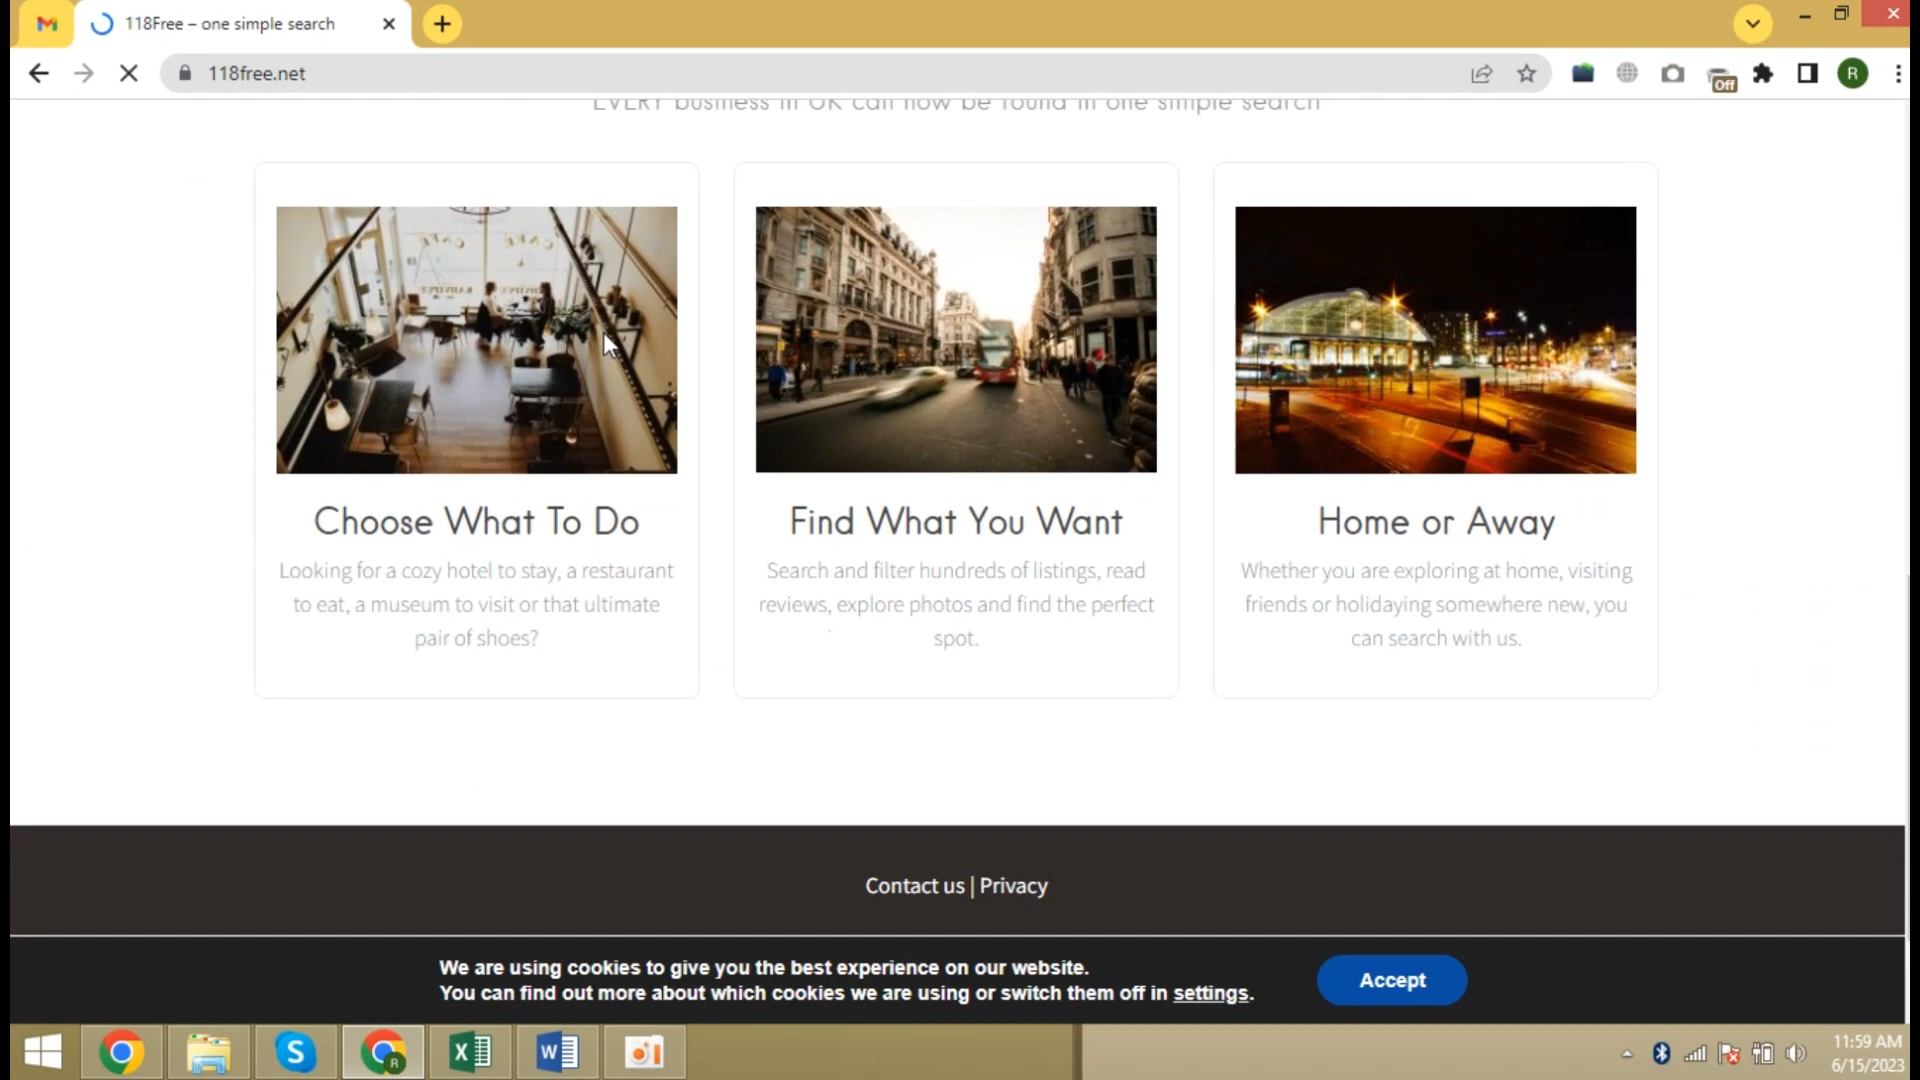 118Free – one simple search
118free.net
Off
R
EVERY business in UK can now be found in one simple search
Choose What To Do
Looking for a cozy hotel to stay, a restaurant
to eat, a museum to visit or that ultimate
pair of shoes?
Find What You Want
Search and filter hundreds of listings, read
reviews, explore photos and find the perfect
spot.
Home or Away
Whether you are exploring at home, visiting
friends or holidaying somewhere new, you
can search with us.
Contact us | Privacy
We are using cookies to give you the best experience on our website.
You can find out more about which cookies we are using or switch them off in settings.
Accept
11:59 AM
6/15/2023